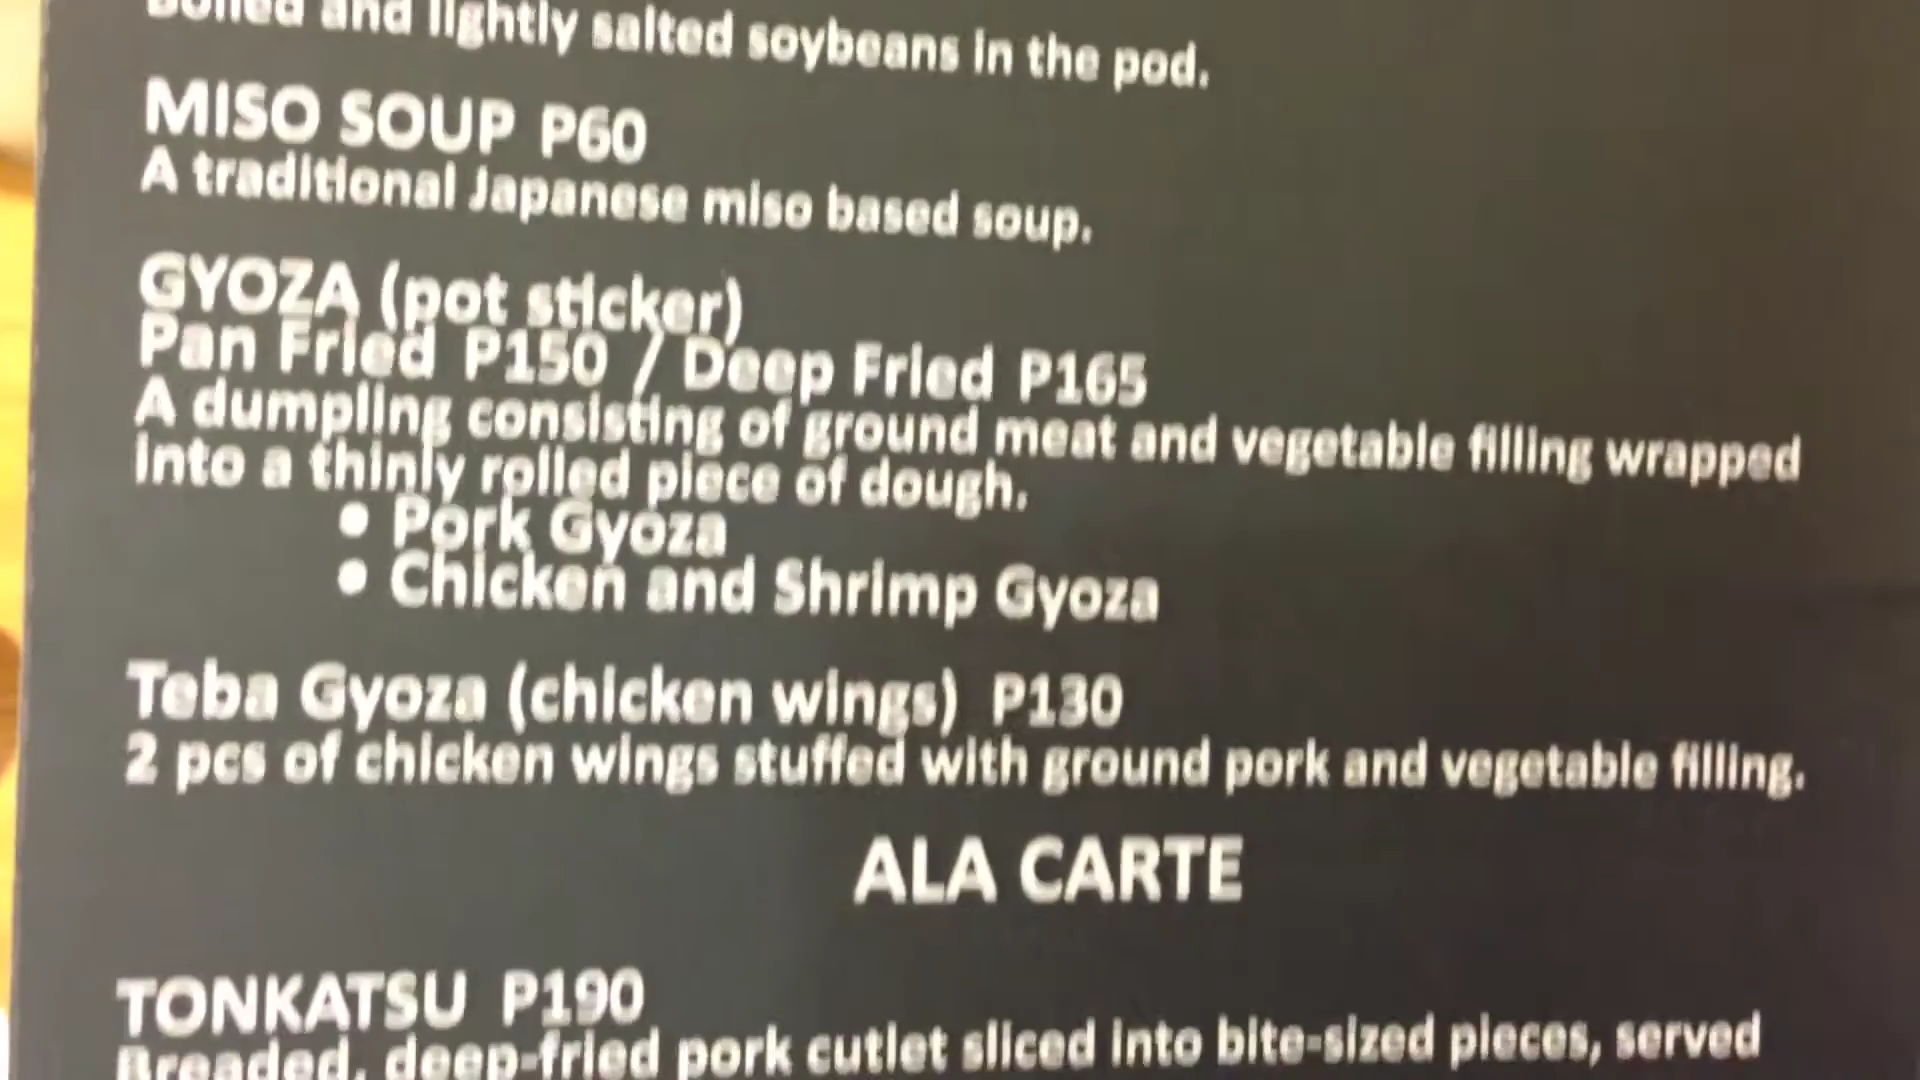 Boiled and lightly salted soybeans in the pod.
MISO SOUP P60
A traditional Japanese miso based soup.
GYOZA (pot sticker)
Pan Fried P150 / Deep Fried P165
A dumpling consisting of ground meat and vegetable filling wrapped
into a thinly rolled piece of dough.
• Pork Gyoza
• Chicken and Shrimp Gyoza
Teba Gyoza (chicken wings) P130
2 pcs of chicken wings stuffed with ground pork and vegetable filling.
ALA CARTE
TONKATSU P190
Breaded, deep-fried pork cutlet sliced into bite-sized pieces, served